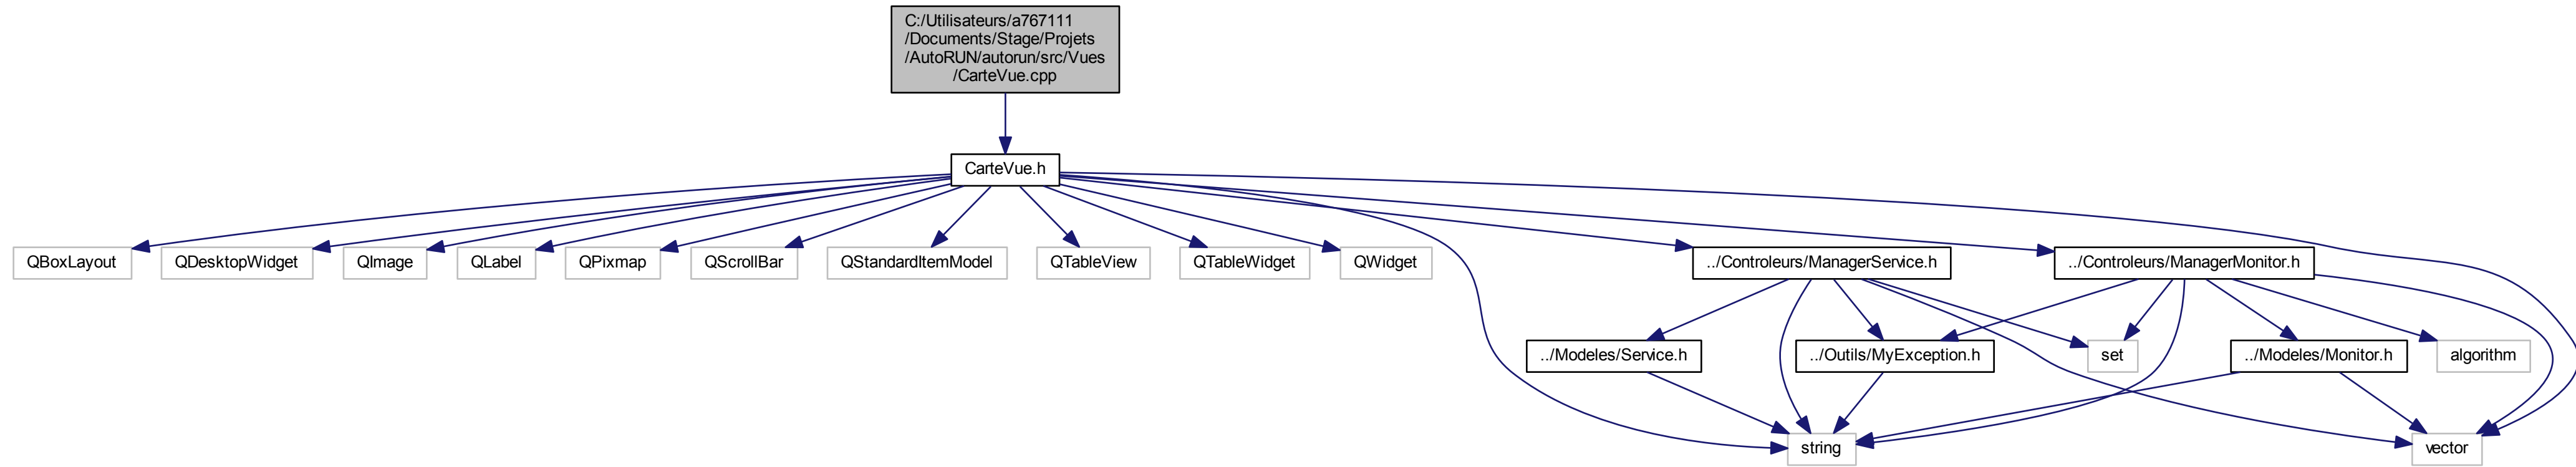 C:/Utilisateurs/a767111
/Documents/Stage/Projets
/AutoRUN/autorun/src/Vues
/CarteVue.cpp
CarteVue.h
QBoxLayout
QDesktopWidget
QImage
QLabel
QPixmap
QScrollBar
QStandardItemModel
QTableView
QTableWidget
QWidget
../Controleurs/ManagerService.h
../Controleurs/ManagerMonitor.h
../Modeles/Service.h
../Outils/MyException.h
set
../Modeles/Monitor.h
algorithm
string
vector